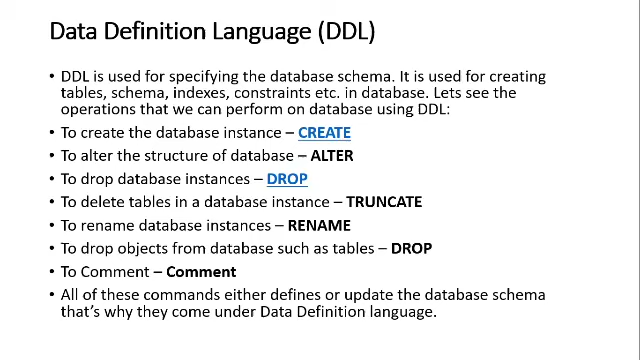 Data Definition Language (DDL)
• DDL is used for specifying the database schema. It is used for creating
tables, schema, indexes, constraints etc. in database. Lets see the
operations that we can perform on database using DDL:
• To create the database instance – CREATE
• To alter the structure of database – ALTER
• To drop database instances – DROP
• To delete tables in a database instance – TRUNCATE
• To rename database instances – RENAME
• To drop objects from database such as tables – DROP
• To Comment – Comment
• All of these commands either defines or update the database schema
that's why they come under Data Definition language.